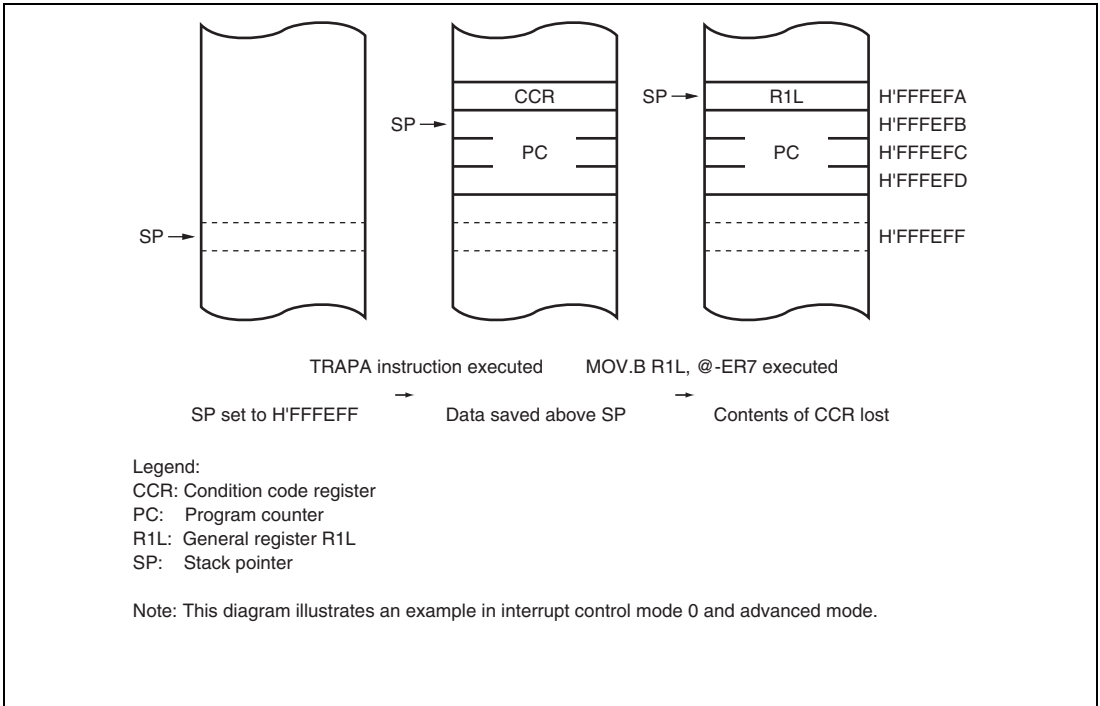 CCR
SP
R1L
H'FFFEFA
SP
H'FFFEFB
PC
PC
H'FFFEFC
H'FFFEFD
SP
H'FFFEFF
TRAPA instruction executed
MOV.B R1L, @-ER7 executed
SP set to H'FFFEFF
Data saved above SP
Contents of CCR lost
Legend:
CCR: Condition code register
PC: Program counter
R1L: General register R1L
SP: Stack pointer
Note: This diagram illustrates an example in interrupt control mode 0 and advanced mode.